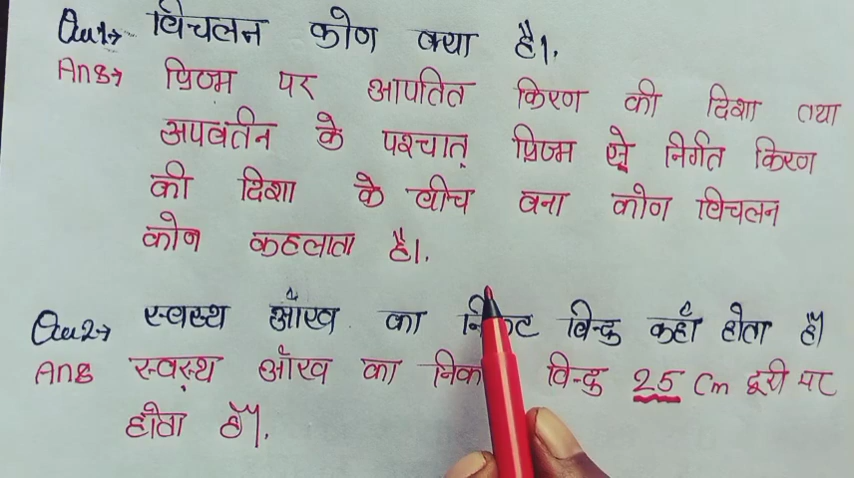 Qu1→ विचलन कोण क्या है।.
Ans→ प्रिज्म पर आपतित किरण की दिशा तथा
अपवर्तन के पश्चात् प्रिज्म से निर्गत किरण
की दिशा के बीच बना कोण विचलन
कोण कहलाता है।.
Qu2→ स्वस्थ आँख का निकट विन्दु कहाँ होता है।
Ans स्वस्थ आँख का निक विन्दु 25 cm दूरी पर
होता है।.